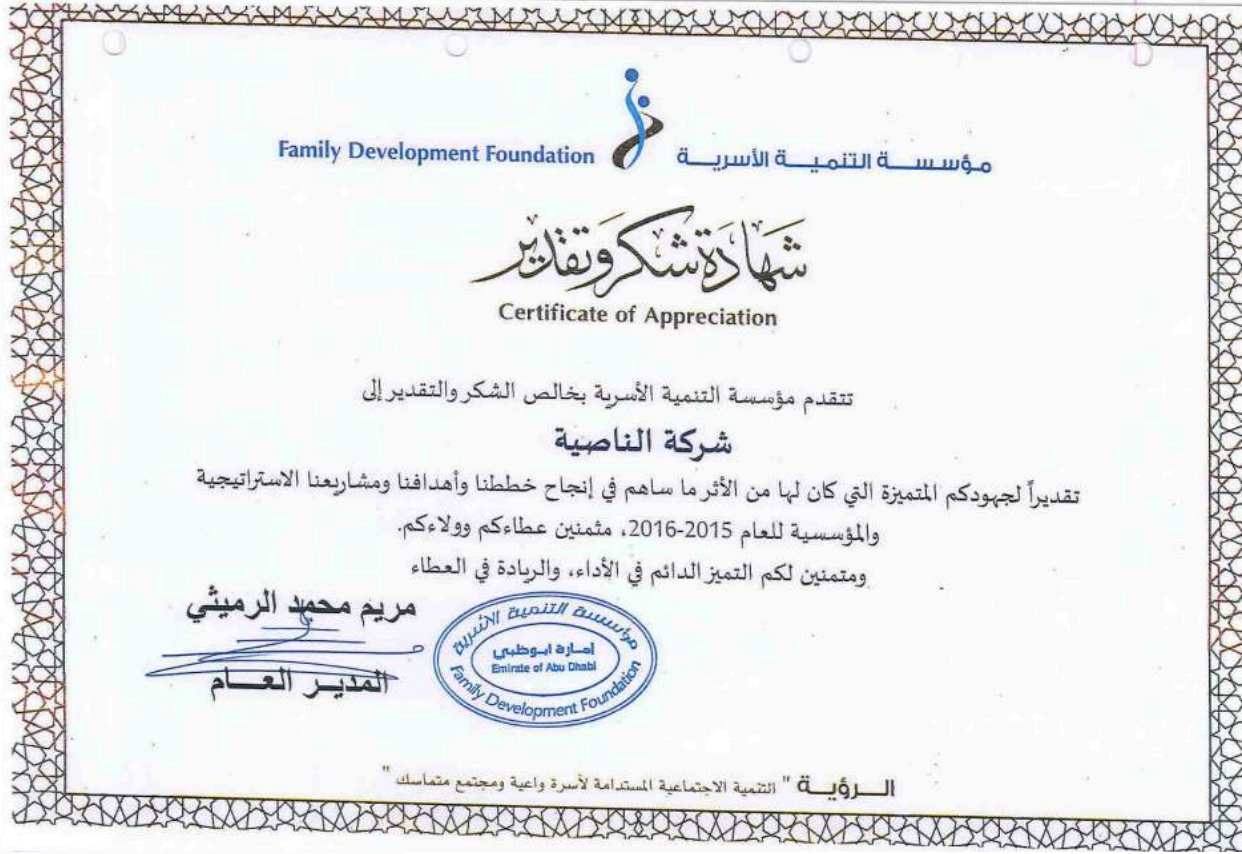 Family Development Foundation مؤسسة التنمية الأسرية
شهادة شكر وتقدير
Certificate of Appreciation
تتقدم مؤسسة التنمية الأسرية بخالص الشكر والتقدير إلى
شركة الناصية
تقديراً لجهودكم المتميزة التي كان لها من الأثر ما ساهم في إنجاح خططنا وأهدافنا ومشاريعنا الاستراتيجية
والمؤسسية للعام 2015-2016، مثمنين عطاءكم وولاءكم.
ومتمنين لكم التميز الدائم في الأداء، والريادة في العطاء
مريم محمد الرميثي
المدير العام
مؤسسة التنمية الأسرية
امارة ابوظبي
Emirate of Abu Dhabi
Family Development Foundation
الرؤية " التنمية الاجتماعية المستدامة لأسرة واعية ومجتمع متماسك "